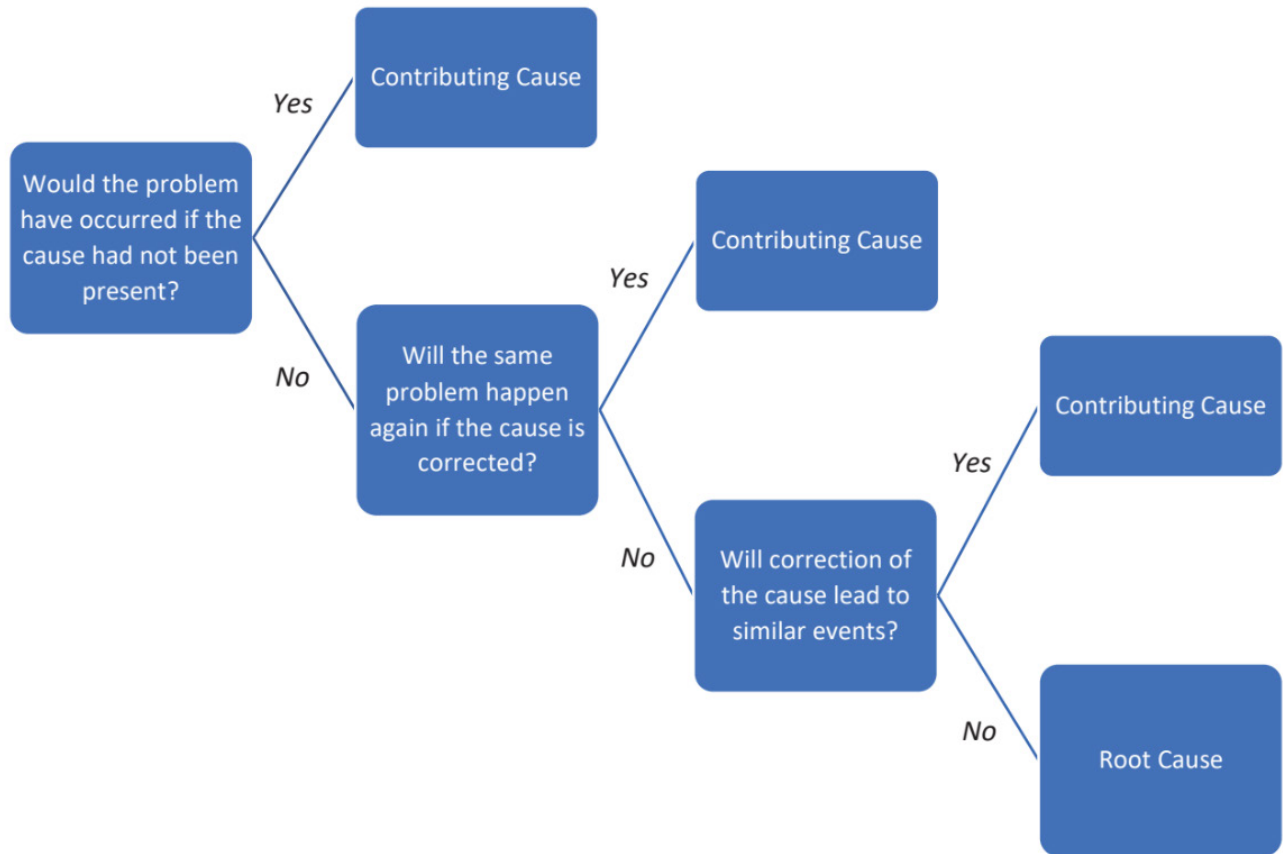 Contributing Cause
Yes
Would the problem
have occurred if the
cause had not been
present?
No
Contributing Cause
Yes
Will the same
problem happen
again if the cause is
corrected?
No
Contributing Cause
Yes
Will correction of
the cause lead to
similar events?
No
Root Cause